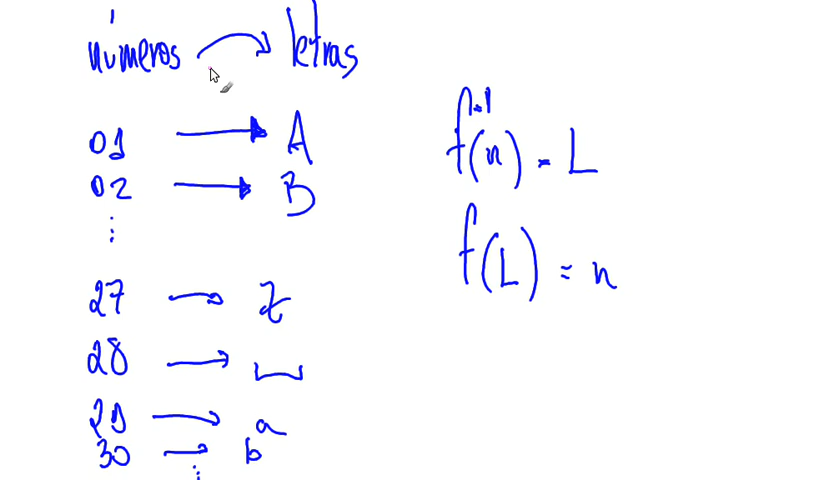 números → letras
01 → A
02 → B
⋮
27 → Z
28 → ␣
29 → a
30 → b
⋮
f⁻¹(n) = L
f(L) = n